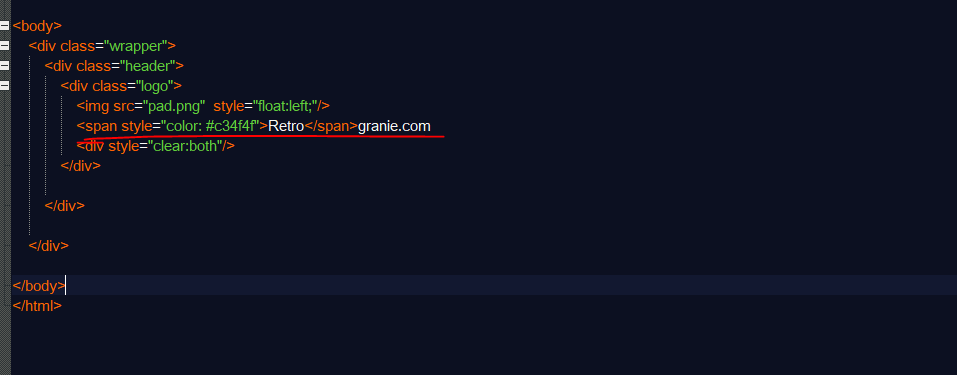 <body>
<div class="wrapper">
<div class="header">
<div class="logo">
<img src="pad.png"  style="float:left;"/>
<span style="color: #c34f4f">Retro</span>granie.com
<div style="clear:both"/>
</div>
</div>
</div>
</body>
</html>